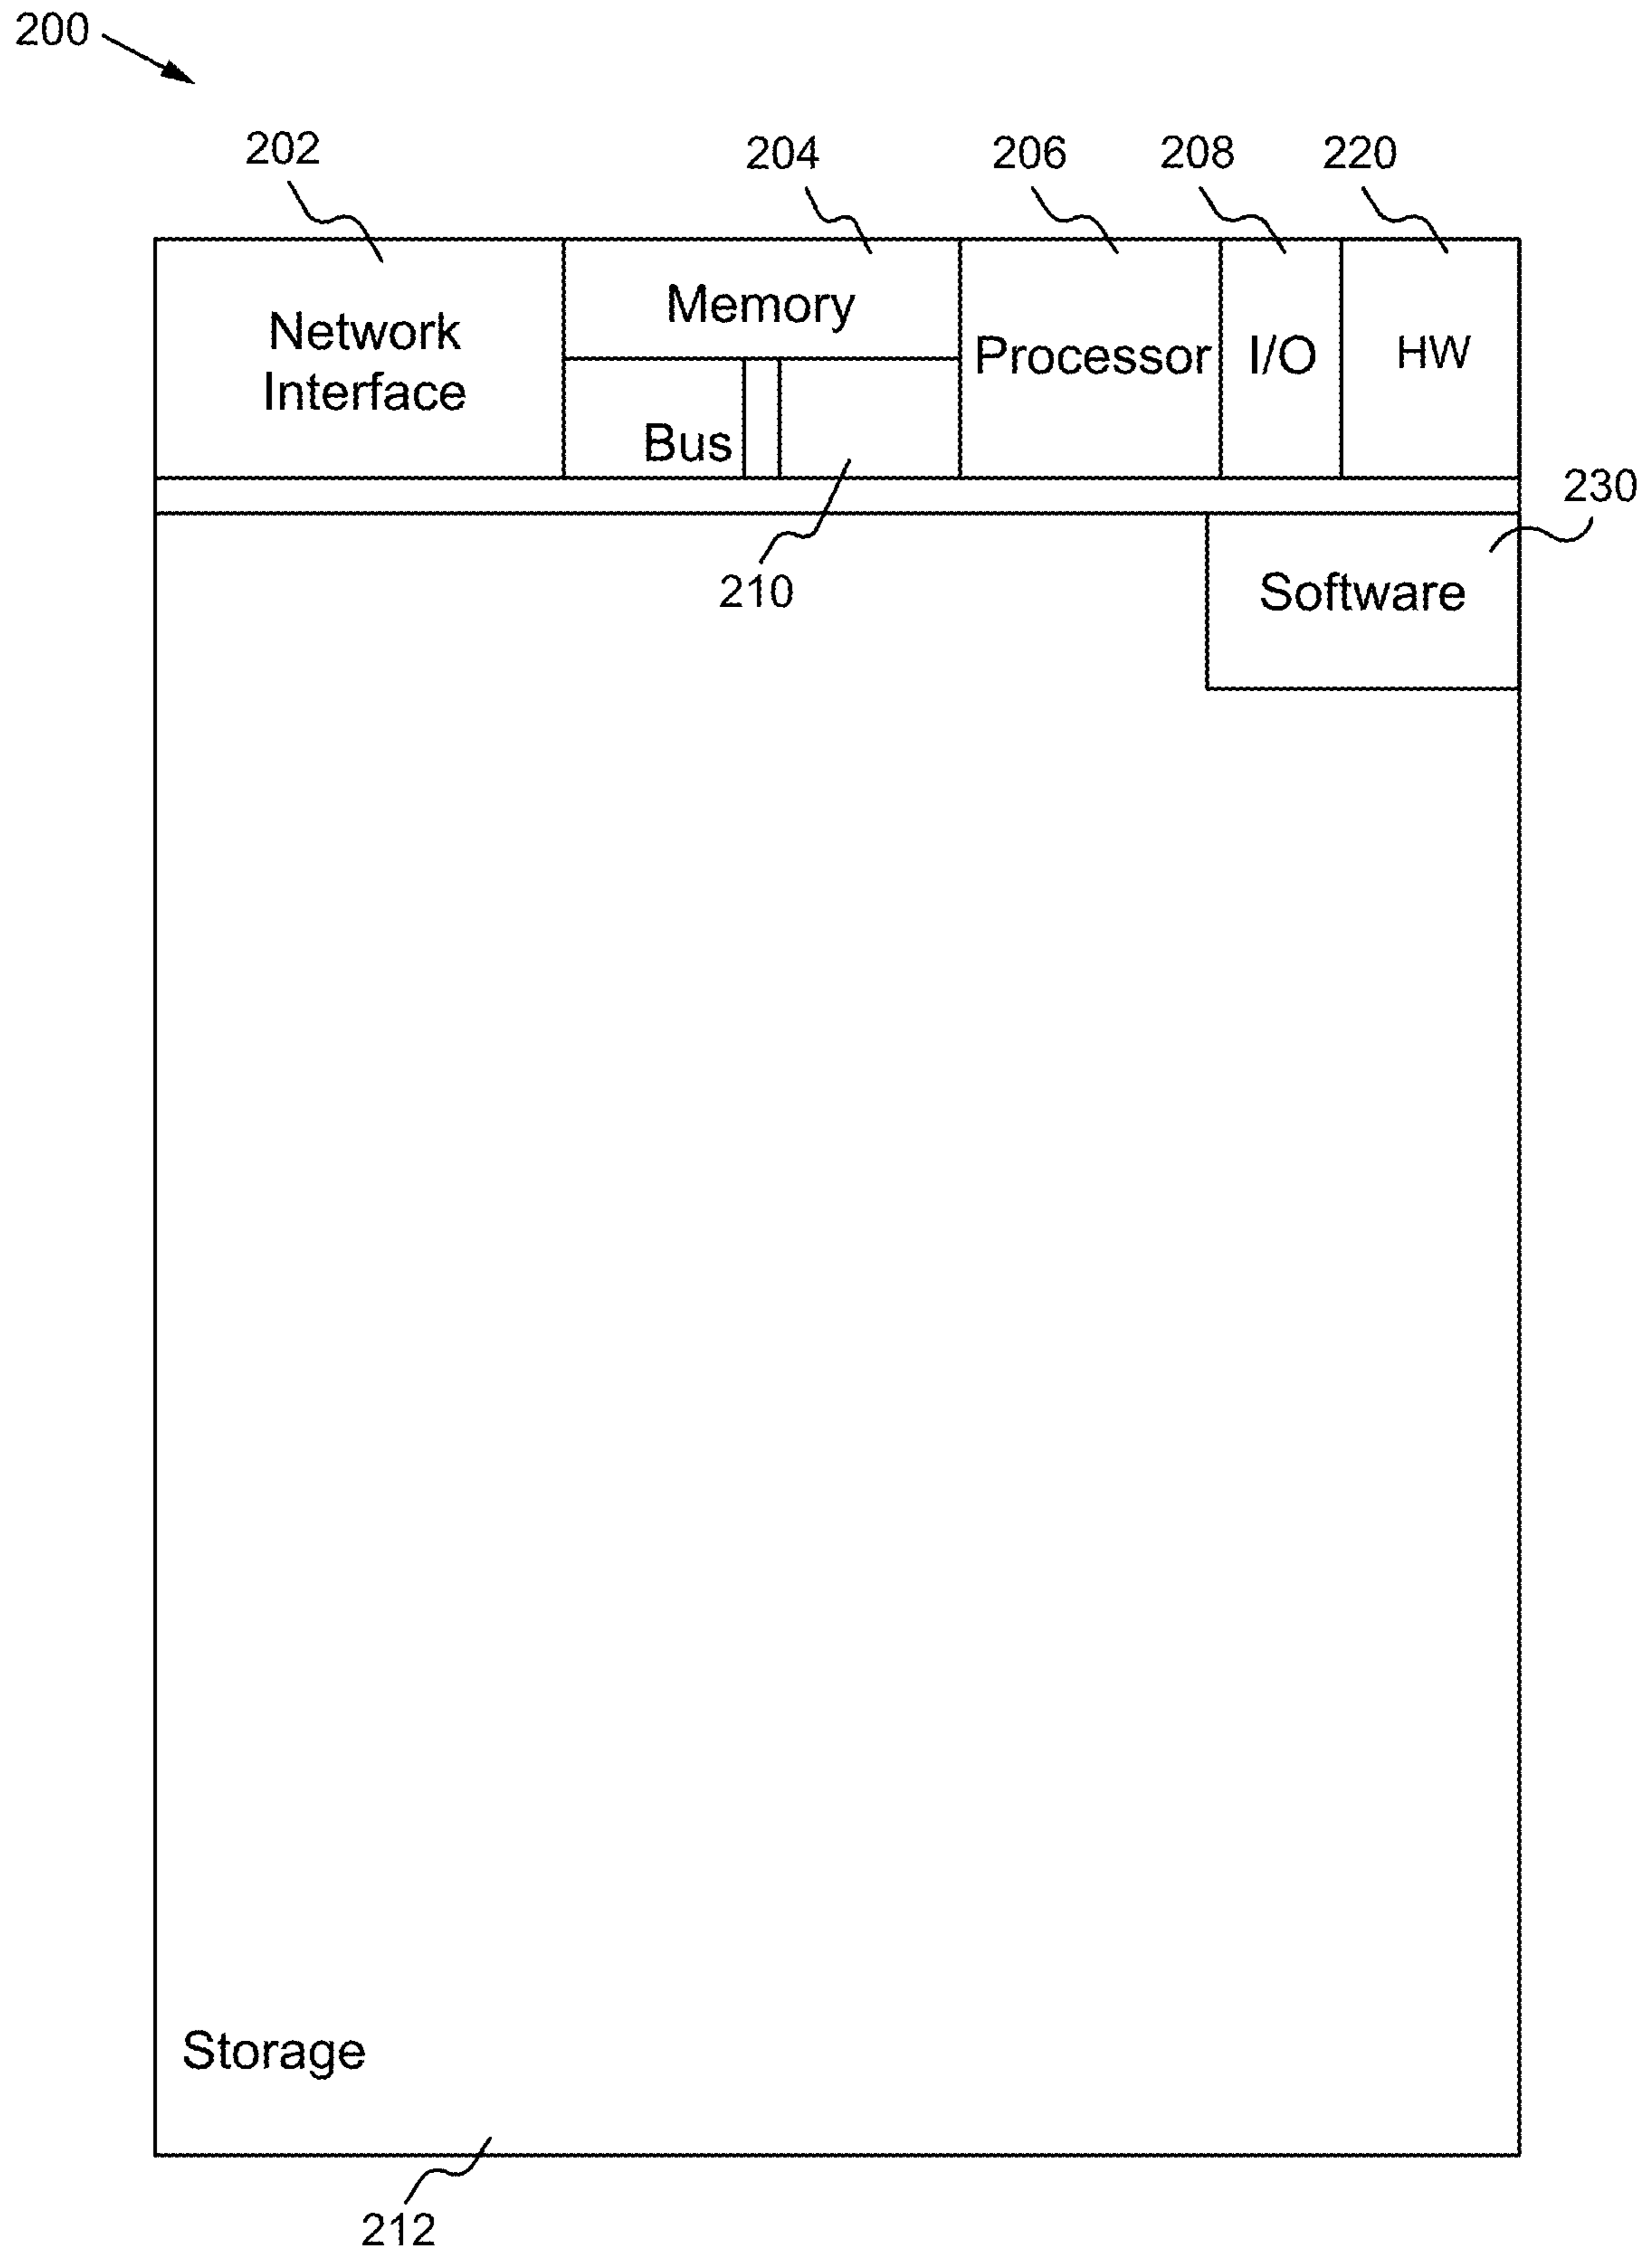 200
202
204
206
208
220
Network
Interface
Memory
Processor
I/O
HW
Bus
230
210
Software
Storage
212